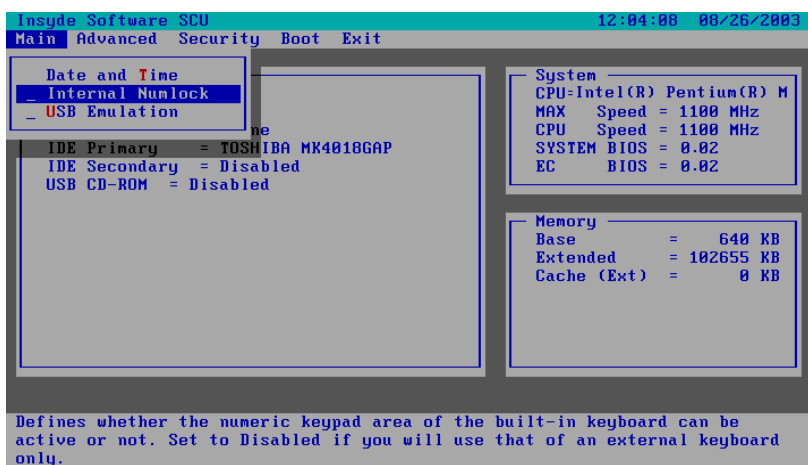 Insyde Software SCU 12:04:08 08/26/2003
Main Advanced Security Boot Exit
Date and Time
_ Internal Numlock
_ USB Emulation
ne
IDE Primary = TOSHIBA MK4018GAP
IDE Secondary = Disabled
USB CD-ROM = Disabled
System
CPU=Intel(R) Pentium(R) M
MAX Speed = 1100 MHz
CPU Speed = 1100 MHz
SYSTEM BIOS = 0.02
EC BIOS = 0.02
Memory
Base = 640 KB
Extended = 102655 KB
Cache (Ext) = 0 KB
Defines whether the numeric keypad area of the built-in keyboard can be
active or not. Set to Disabled if you will use that of an external keyboard
only.